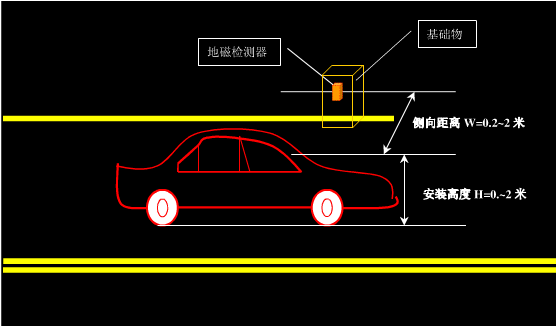 基础物
地磁检测器
侧向距离 W=0.2~2 米
安装高度 H=0.~2 米